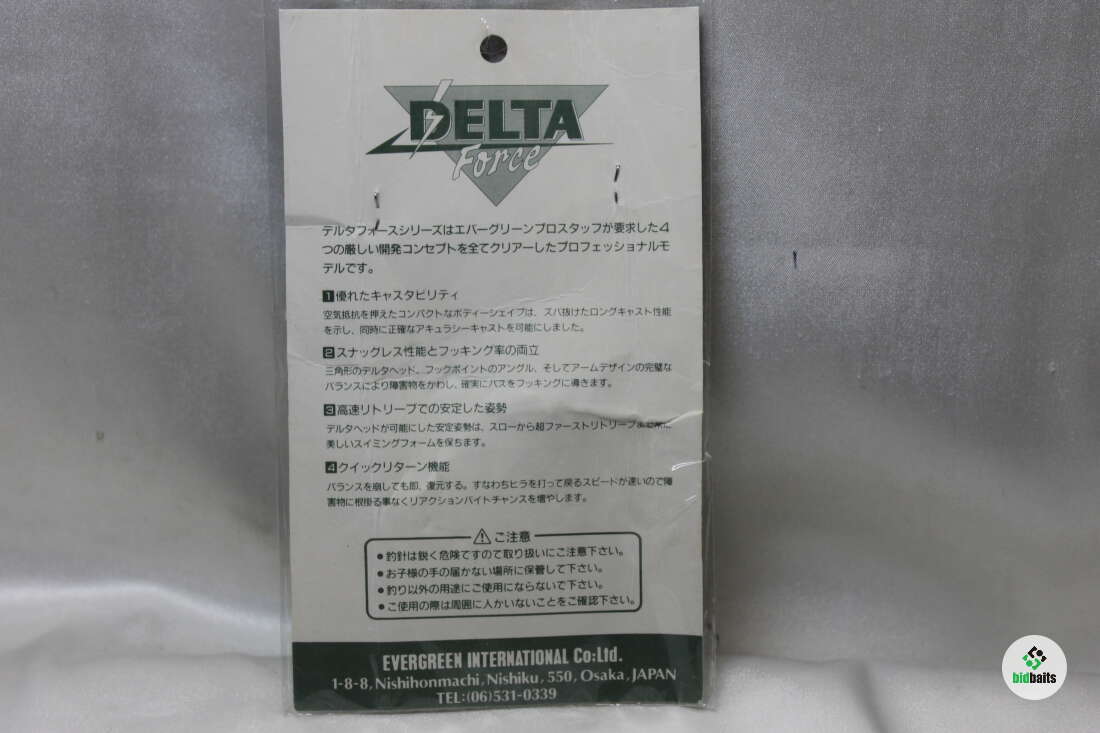 DELTA
Force
デルタフォースシリーズはエバーグリーンプロスタッフが要求した4
つの厳しい開発コンセプトを全てクリアーしたプロフェッショナルモ
デルです。
1 優れたキャスタビリティ
空気抵抗を押えたコンパクトなボディーシェイプは、ズバ抜けたロングキャスト性能
を示し、同時に正確なアキュラシーキャストを可能にしました。
2 スナッグレス性能とフッキング率の両立
三角形のデルタヘッド、フックポイントのアングル、そしてアームデザインの完璧な
バランスにより障害物をかわし、確実にバスをフッキングに導きます。
3 高速リトリーブでの安定した姿勢
デルタヘッドが可能にした安定姿勢は、スローから超ファーストリトリーブまで常に
美しいスイミングフォームを保ちます。
4 クイックリターン機能
バランスを崩しても即、復元する。すなわちヒラを打って戻るスピードが速いので障
害物に根掛る事なくリアクションバイトチャンスを増やします。
ご注意
●釣針は鋭く危険ですので取り扱いにご注意下さい。
●お子様の手の届かない場所に保管して下さい。
●釣り以外の用途にご使用にならないで下さい。
●ご使用の際は周囲に人がいないことをご確認下さい。
EVERGREEN INTERNATIONAL Co:Ltd.
1-8-8, Nishihonmachi, Nishiku, 550, Osaka, JAPAN
TEL:(06)531-0339
bidbaits